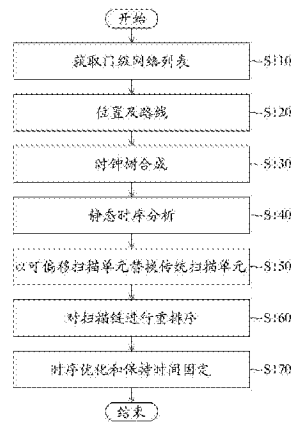 开始
获取门级网络列表 S110
位置及路线 S120
时钟树合成 S130
静态时序分析 S140
以可偏移扫描单元替换传统扫描单元 S150
对扫描链进行重排序 S160
时序优化和保持时间固定 S170
结束